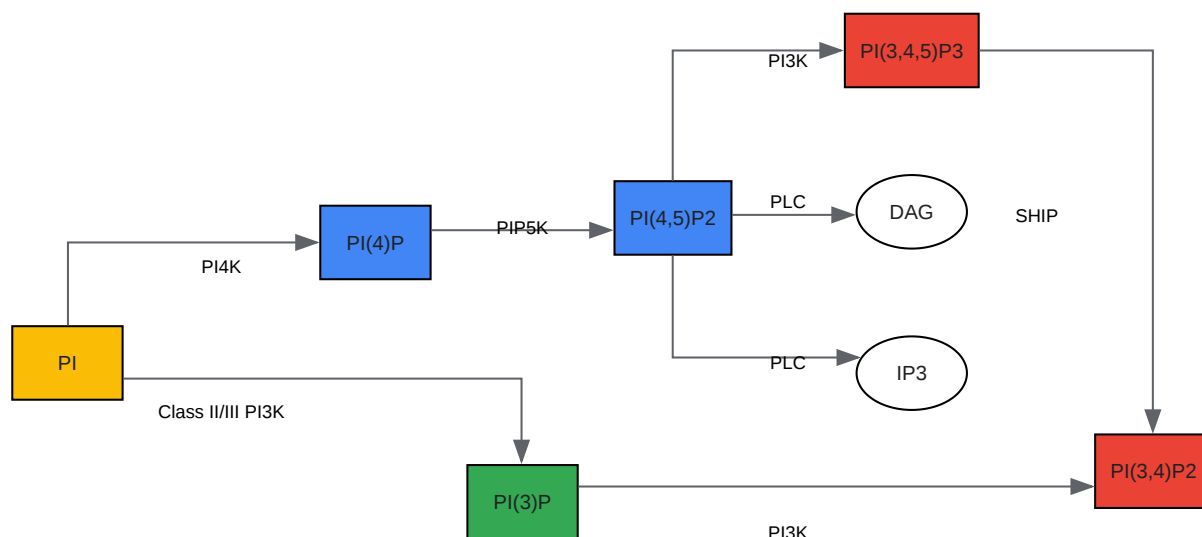 PI(3,4,5)P3
PI3K
DAG
PLC
SHIP
PI(4,5)P2
PIP5K
PI(4)P
PI4K
PLC
IP3
PI
Class II/III PI3K
PI(3,4)P2
PI(3)P
PI3K